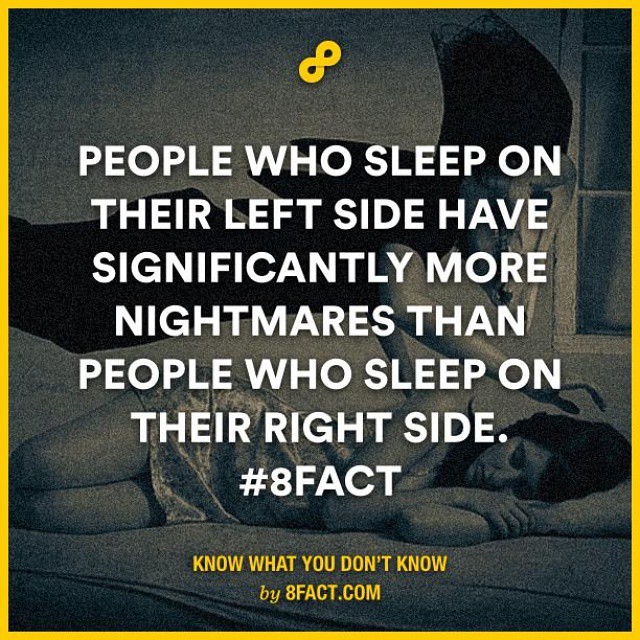 PEOPLE WHO SLEEP ON
THEIR LEFT SIDE HAVE
SIGNIFICANTLY MORE
NIGHTMARES THAN
PEOPLE WHO SLEEP ON
THEIR RIGHT SIDE.
#8FACT
KNOW WHAT YOU DON'T KNOW
by 8FACT.COM